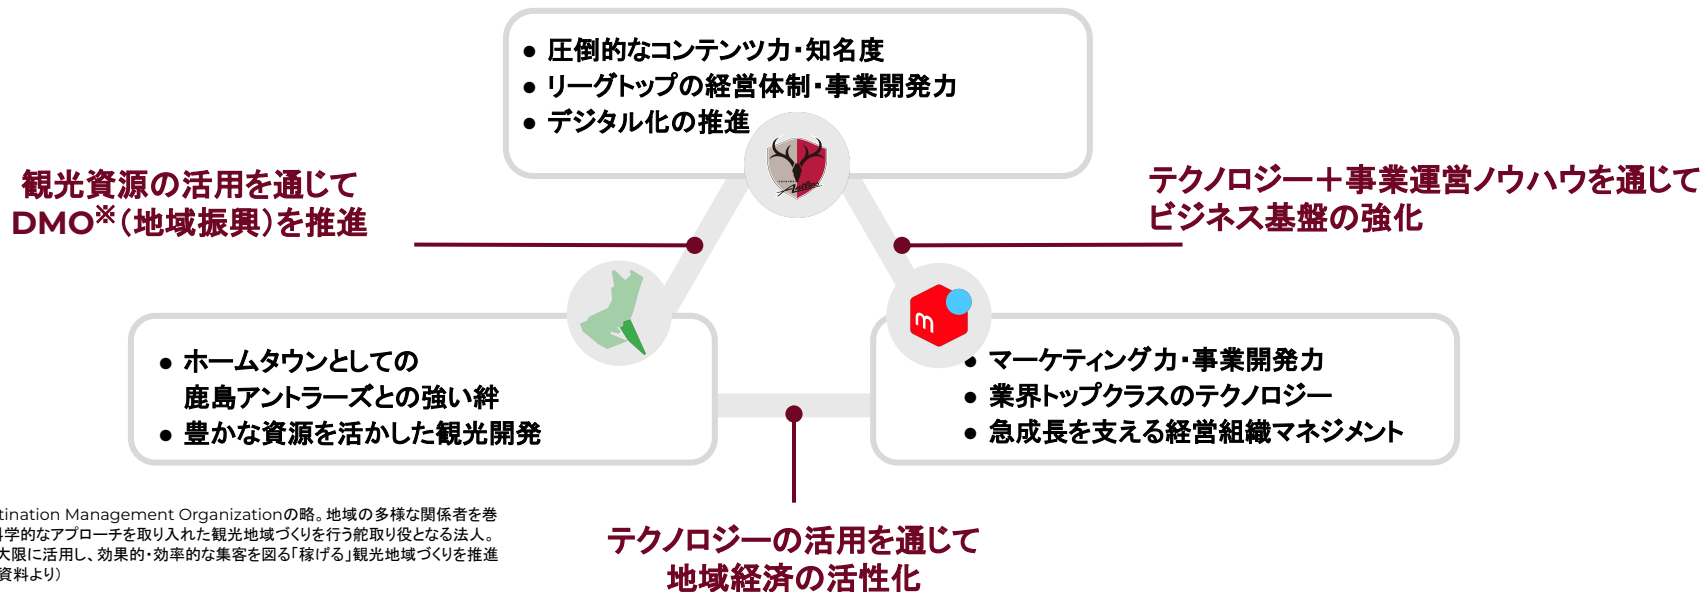 ● 圧倒的なコンテンツ力・知名度
● リーグトップの経営体制・事業開発力
● デジタル化の推進
観光資源の活用を通じて
DMO※（地域振興）を推進
テクノロジー＋事業運営ノウハウを通じて
ビジネス基盤の強化
● ホームタウンとしての
鹿島アントラーズとの強い絆
● 豊かな資源を活かした観光開発
m
● マーケティング力・事業開発力
● 業界トップクラスのテクノロジー
● 急成長を支える経営組織マネジメント
テクノロジーの活用を通じて
地域経済の活性化
tination Management Organizationの略。地域の多様な関係者を巻
科学的なアプローチを取り入れた観光地域づくりを行う舵取り役となる法人。
大限に活用し、効果的・効率的な集客を図る「稼げる」観光地域づくりを推進
資料より）